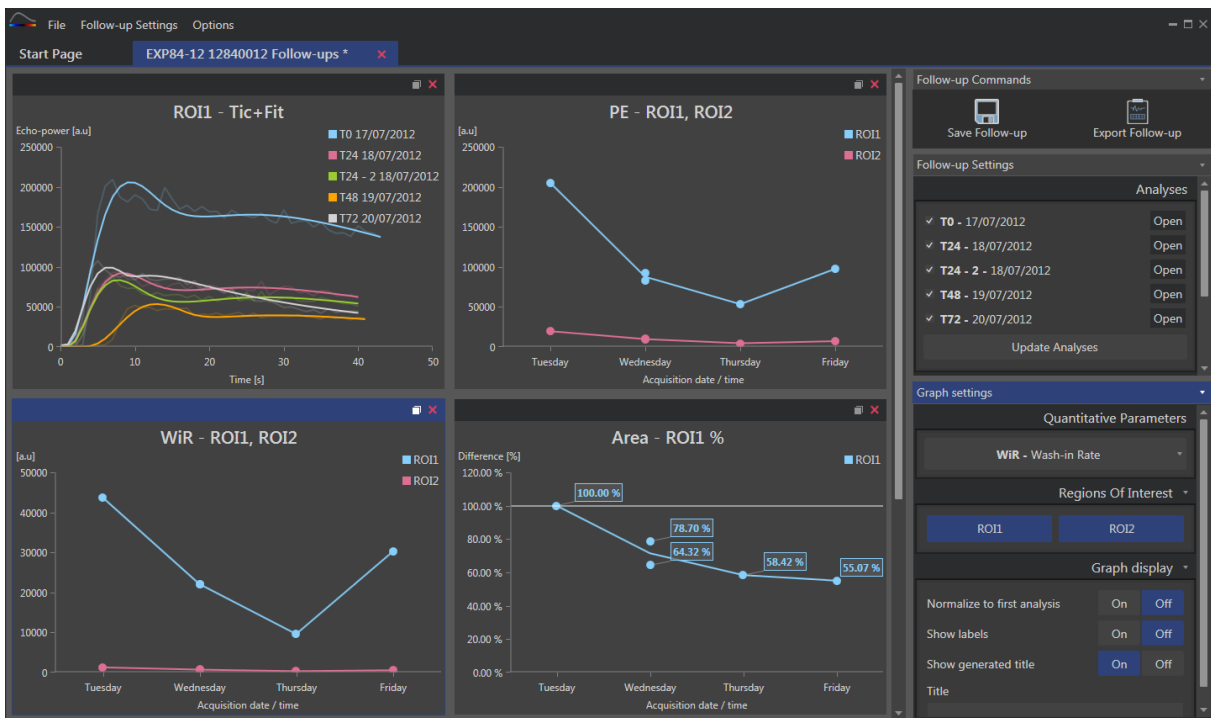 File Follow-up Settings Options
Start Page EXP84-12 12840012 Follow-ups *
ROI1 - Tic+Fit
Echo-power [a.u]
T0 17/07/2012
T24 18/07/2012
T24 - 2 18/07/2012
T48 19/07/2012
T72 20/07/2012
250000
200000
150000
100000
50000
0
0 10 20 30 40 50
Time [s]
PE - ROI1, ROI2
[a.u]
ROI1
ROI2
250000
200000
150000
100000
50000
0
Tuesday Wednesday Thursday Friday
Acquisition date / time
WiR - ROI1, ROI2
[a.u]
ROI1
ROI2
50000
40000
30000
20000
10000
0
Tuesday Wednesday Thursday Friday
Acquisition date / time
Area - ROI1 %
Difference [%]
ROI1
120.00 %
100.00 %
80.00 %
60.00 %
40.00 %
20.00 %
0.00 %
100.00 %
78.70 %
64.32 %
58.42 %
55.07 %
Tuesday Wednesday Thursday Friday
Acquisition date / time
Follow-up Commands
Save Follow-up Export Follow-up
Follow-up Settings
Analyses
T0 - 17/07/2012 Open
T24 - 18/07/2012 Open
T24 - 2 - 18/07/2012 Open
T48 - 19/07/2012 Open
T72 - 20/07/2012 Open
Update Analyses
Graph settings
Quantitative Parameters
WiR - Wash-in Rate
Regions Of Interest
ROI1 ROI2
Graph display
Normalize to first analysis On Off
Show labels On Off
Show generated title On Off
Title